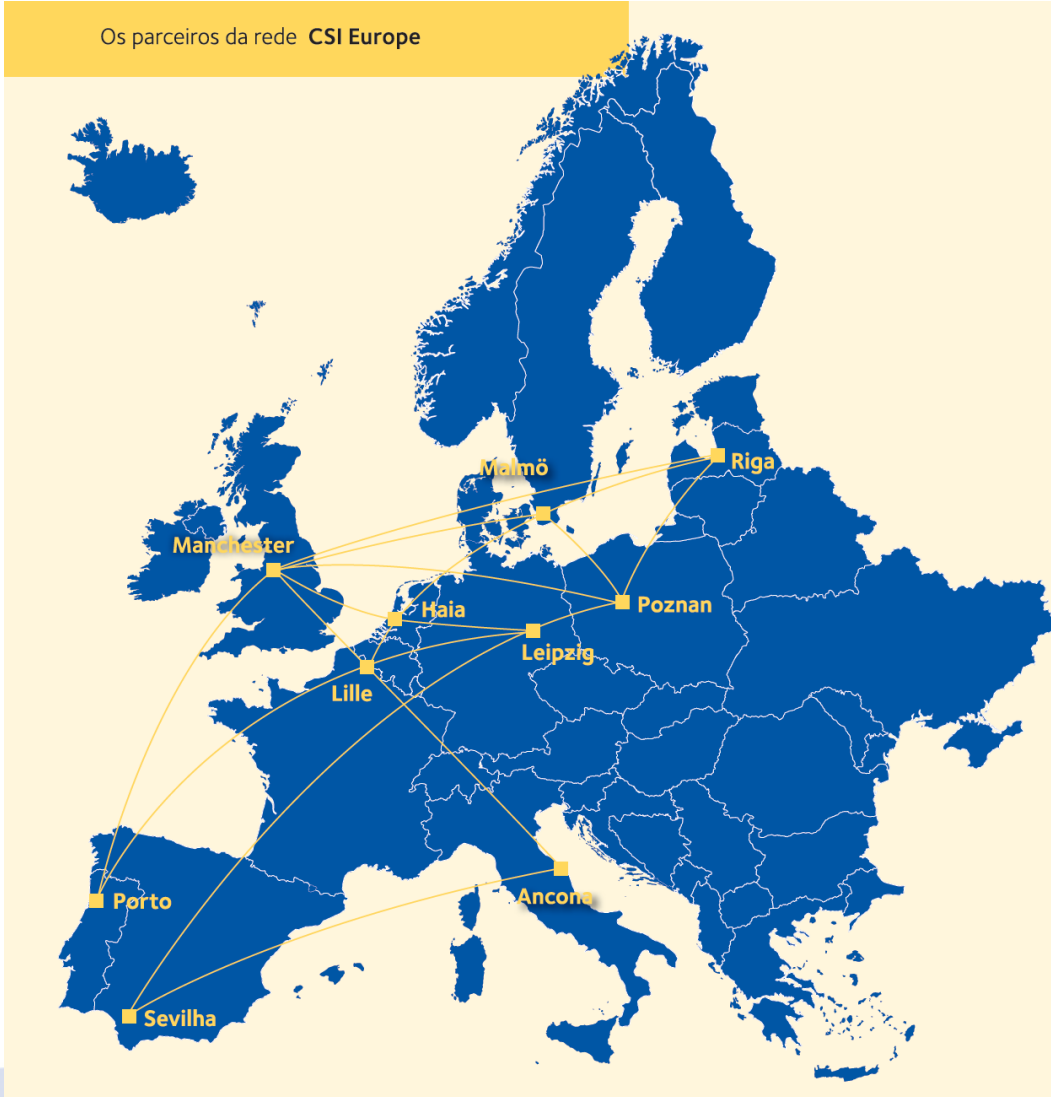 Os parceiros da rede CSI Europe
Malmö
Riga
Manchester
Haia
Poznan
Leipzig
Lille
Porto
Ancona
Sevilha